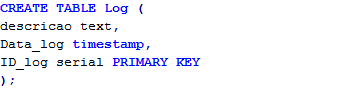 CREATE TABLE Log (
descricao text,
Data_log timestamp,
ID_log serial PRIMARY KEY
);